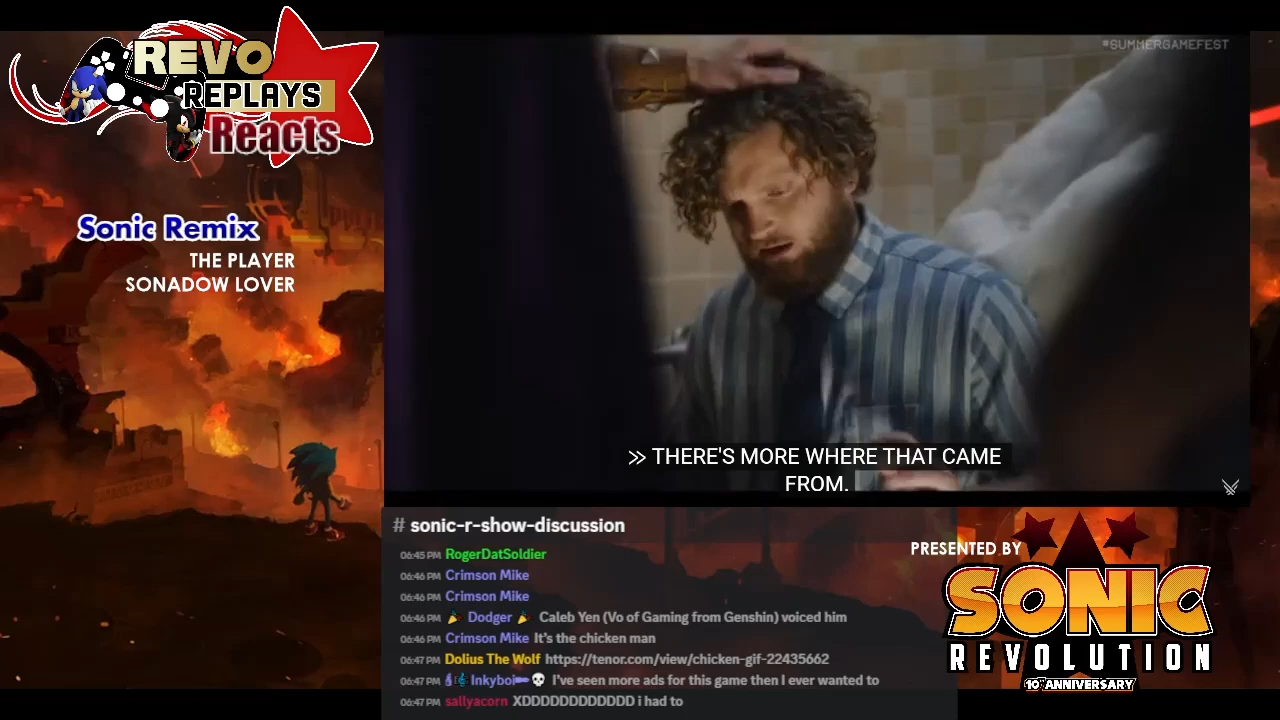 REVO
REPLAYS
Reacts
#SUMMERGAMEFEST
Sonic Remix
THE PLAYER
SONADOW LOVER
>> THERE'S MORE WHERE THAT CAME
FROM.
# sonic-r-show-discussion
06:45 PM RogerDatSoldier
06:46 PM Crimson Mike
06:46 PM Crimson Mike
06:46 PM 🎉 Dodger 🎉 Caleb Yen (Vo of Gaming from Genshin) voiced him
06:46 PM Crimson Mike It's the chicken man
06:47 PM Dolius The Wolf https://tenor.com/view/chicken-gif-22435662
06:47 PM Inkyboi 💀 I've seen more ads for this game then I ever wanted to
06:47 PM sallyacorn XDDDDDDDDDDDD i had to
PRESENTED BY
SONIC
REVOLUTION
10TH ANNIVERSARY